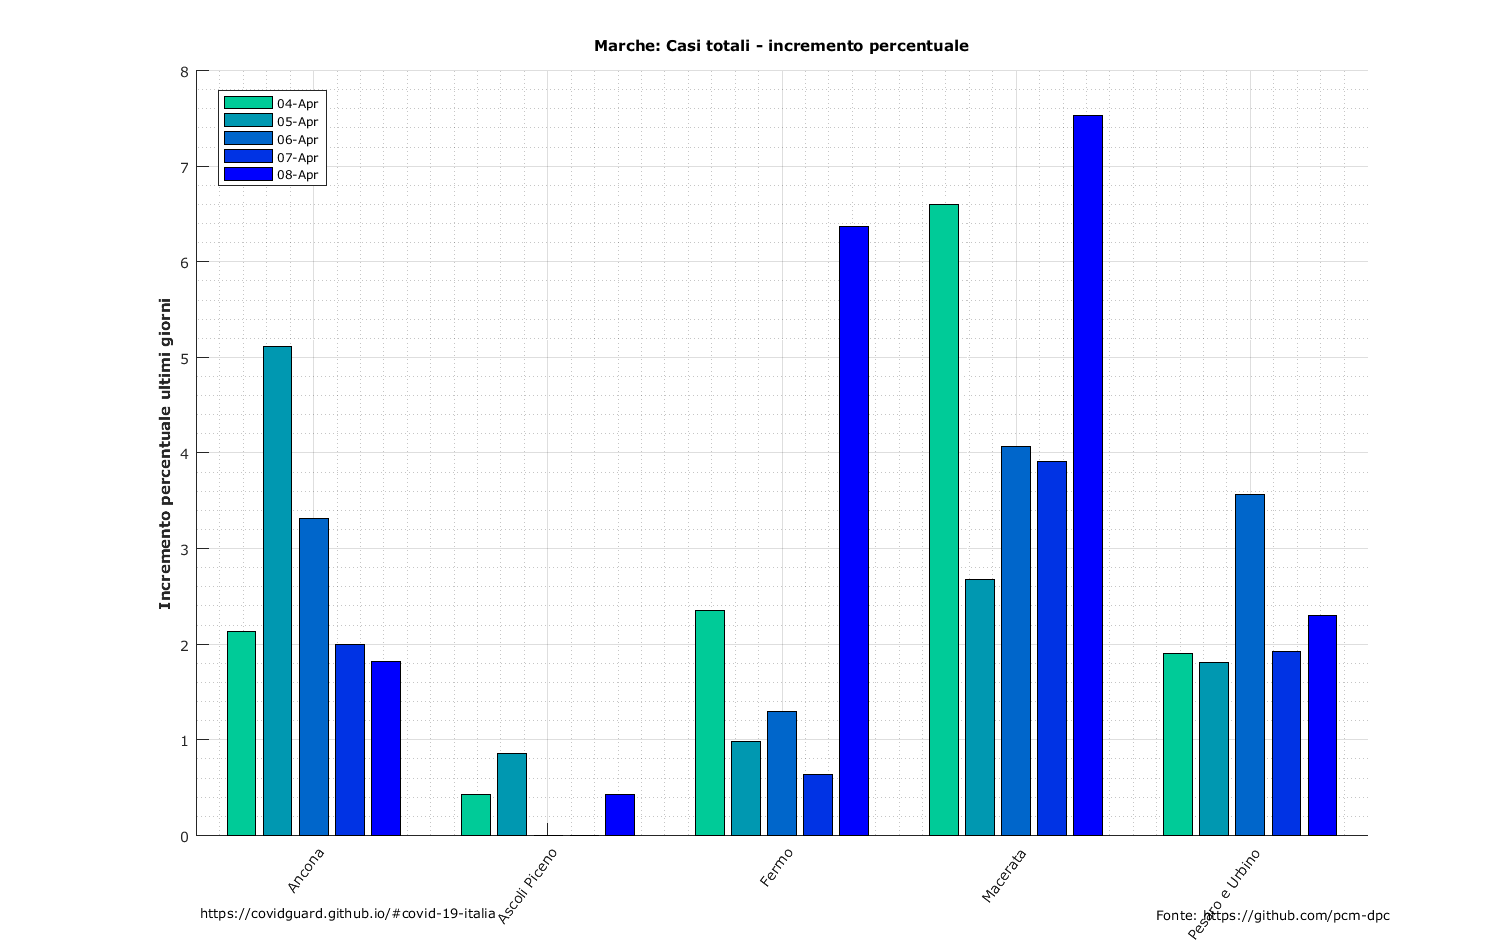 Marche: Casi totali - incremento percentuale
8
7
6
5
4
3
2
1
0
04-Apr
05-Apr
06-Apr
07-Apr
08-Apr
Incremento percentuale ultimi giorni
Ancona
Ascoli Piceno
Fermo
Macerata
Pesaro e Urbino
https://covidguard.github.io/#covid-19-italia
Fonte: https://github.com/pcm-dpc